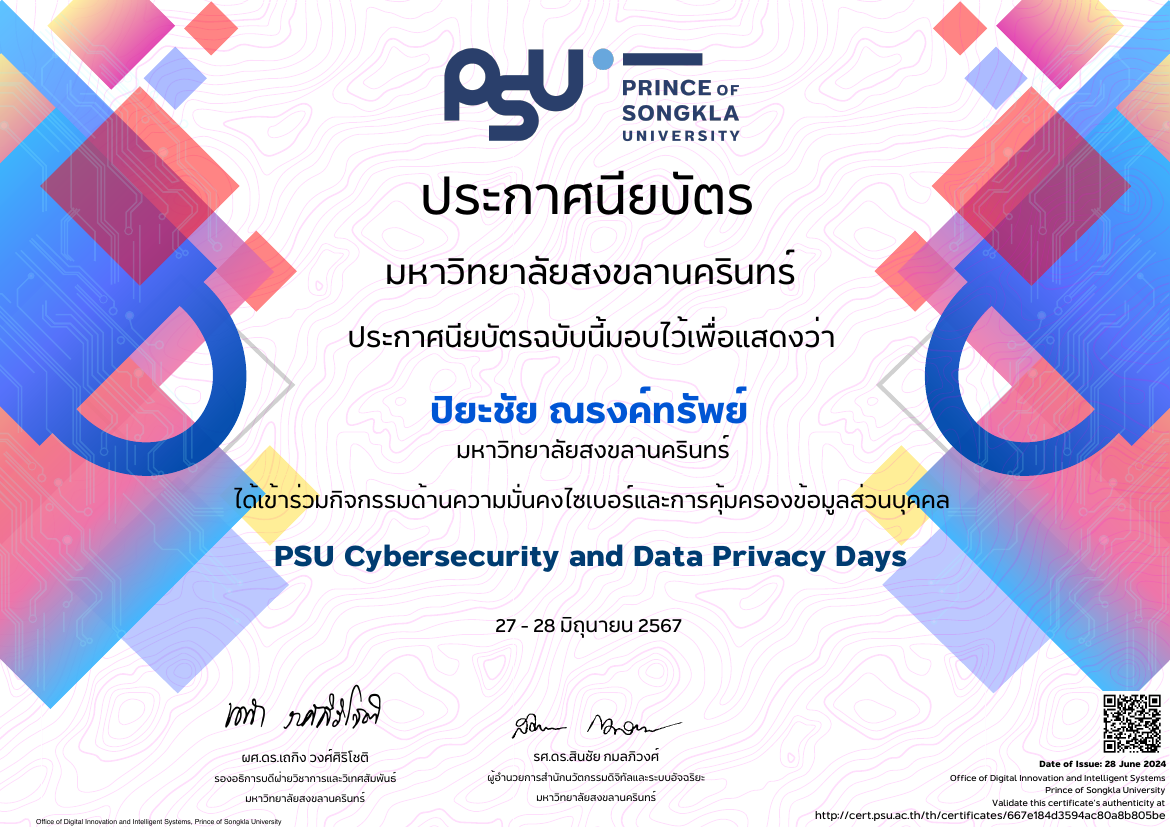 PSU
PRINCE OF
SONGKLA
UNIVERSITY
ประกาศนียบัตร
มหาวิทยาลัยสงขลานครินทร์
ประกาศนียบัตรฉบับนี้มอบไว้เพื่อแสดงว่า
ปิยะชัย ณรงค์ทรัพย์
มหาวิทยาลัยสงขลานครินทร์
ได้เข้าร่วมกิจกรรมด้านความมั่นคงไซเบอร์และการคุ้มครองข้อมูลส่วนบุคคล
PSU Cybersecurity and Data Privacy Days
27 - 28 มิถุนายน 2567
ผศ.ดร.เถกิง วงศ์ศิริโชติ
รองอธิการบดีฝ่ายวิชาการและวิเทศสัมพันธ์
มหาวิทยาลัยสงขลานครินทร์
รศ.ดร.สินชัย กมลภิวงศ์
ผู้อำนวยการสำนักนวัตกรรมดิจิทัลและระบบอัจฉริยะ
มหาวิทยาลัยสงขลานครินทร์
Date of Issue: 28 June 2024
Office of Digital Innovation and Intelligent Systems
Prince of Songkla University
Validate this certificate's authenticity at
http://cert.psu.ac.th/th/certificates/667e184d3594ac80a8b805be
Office of Digital Innovation and Intelligent Systems, Prince of Songkla University